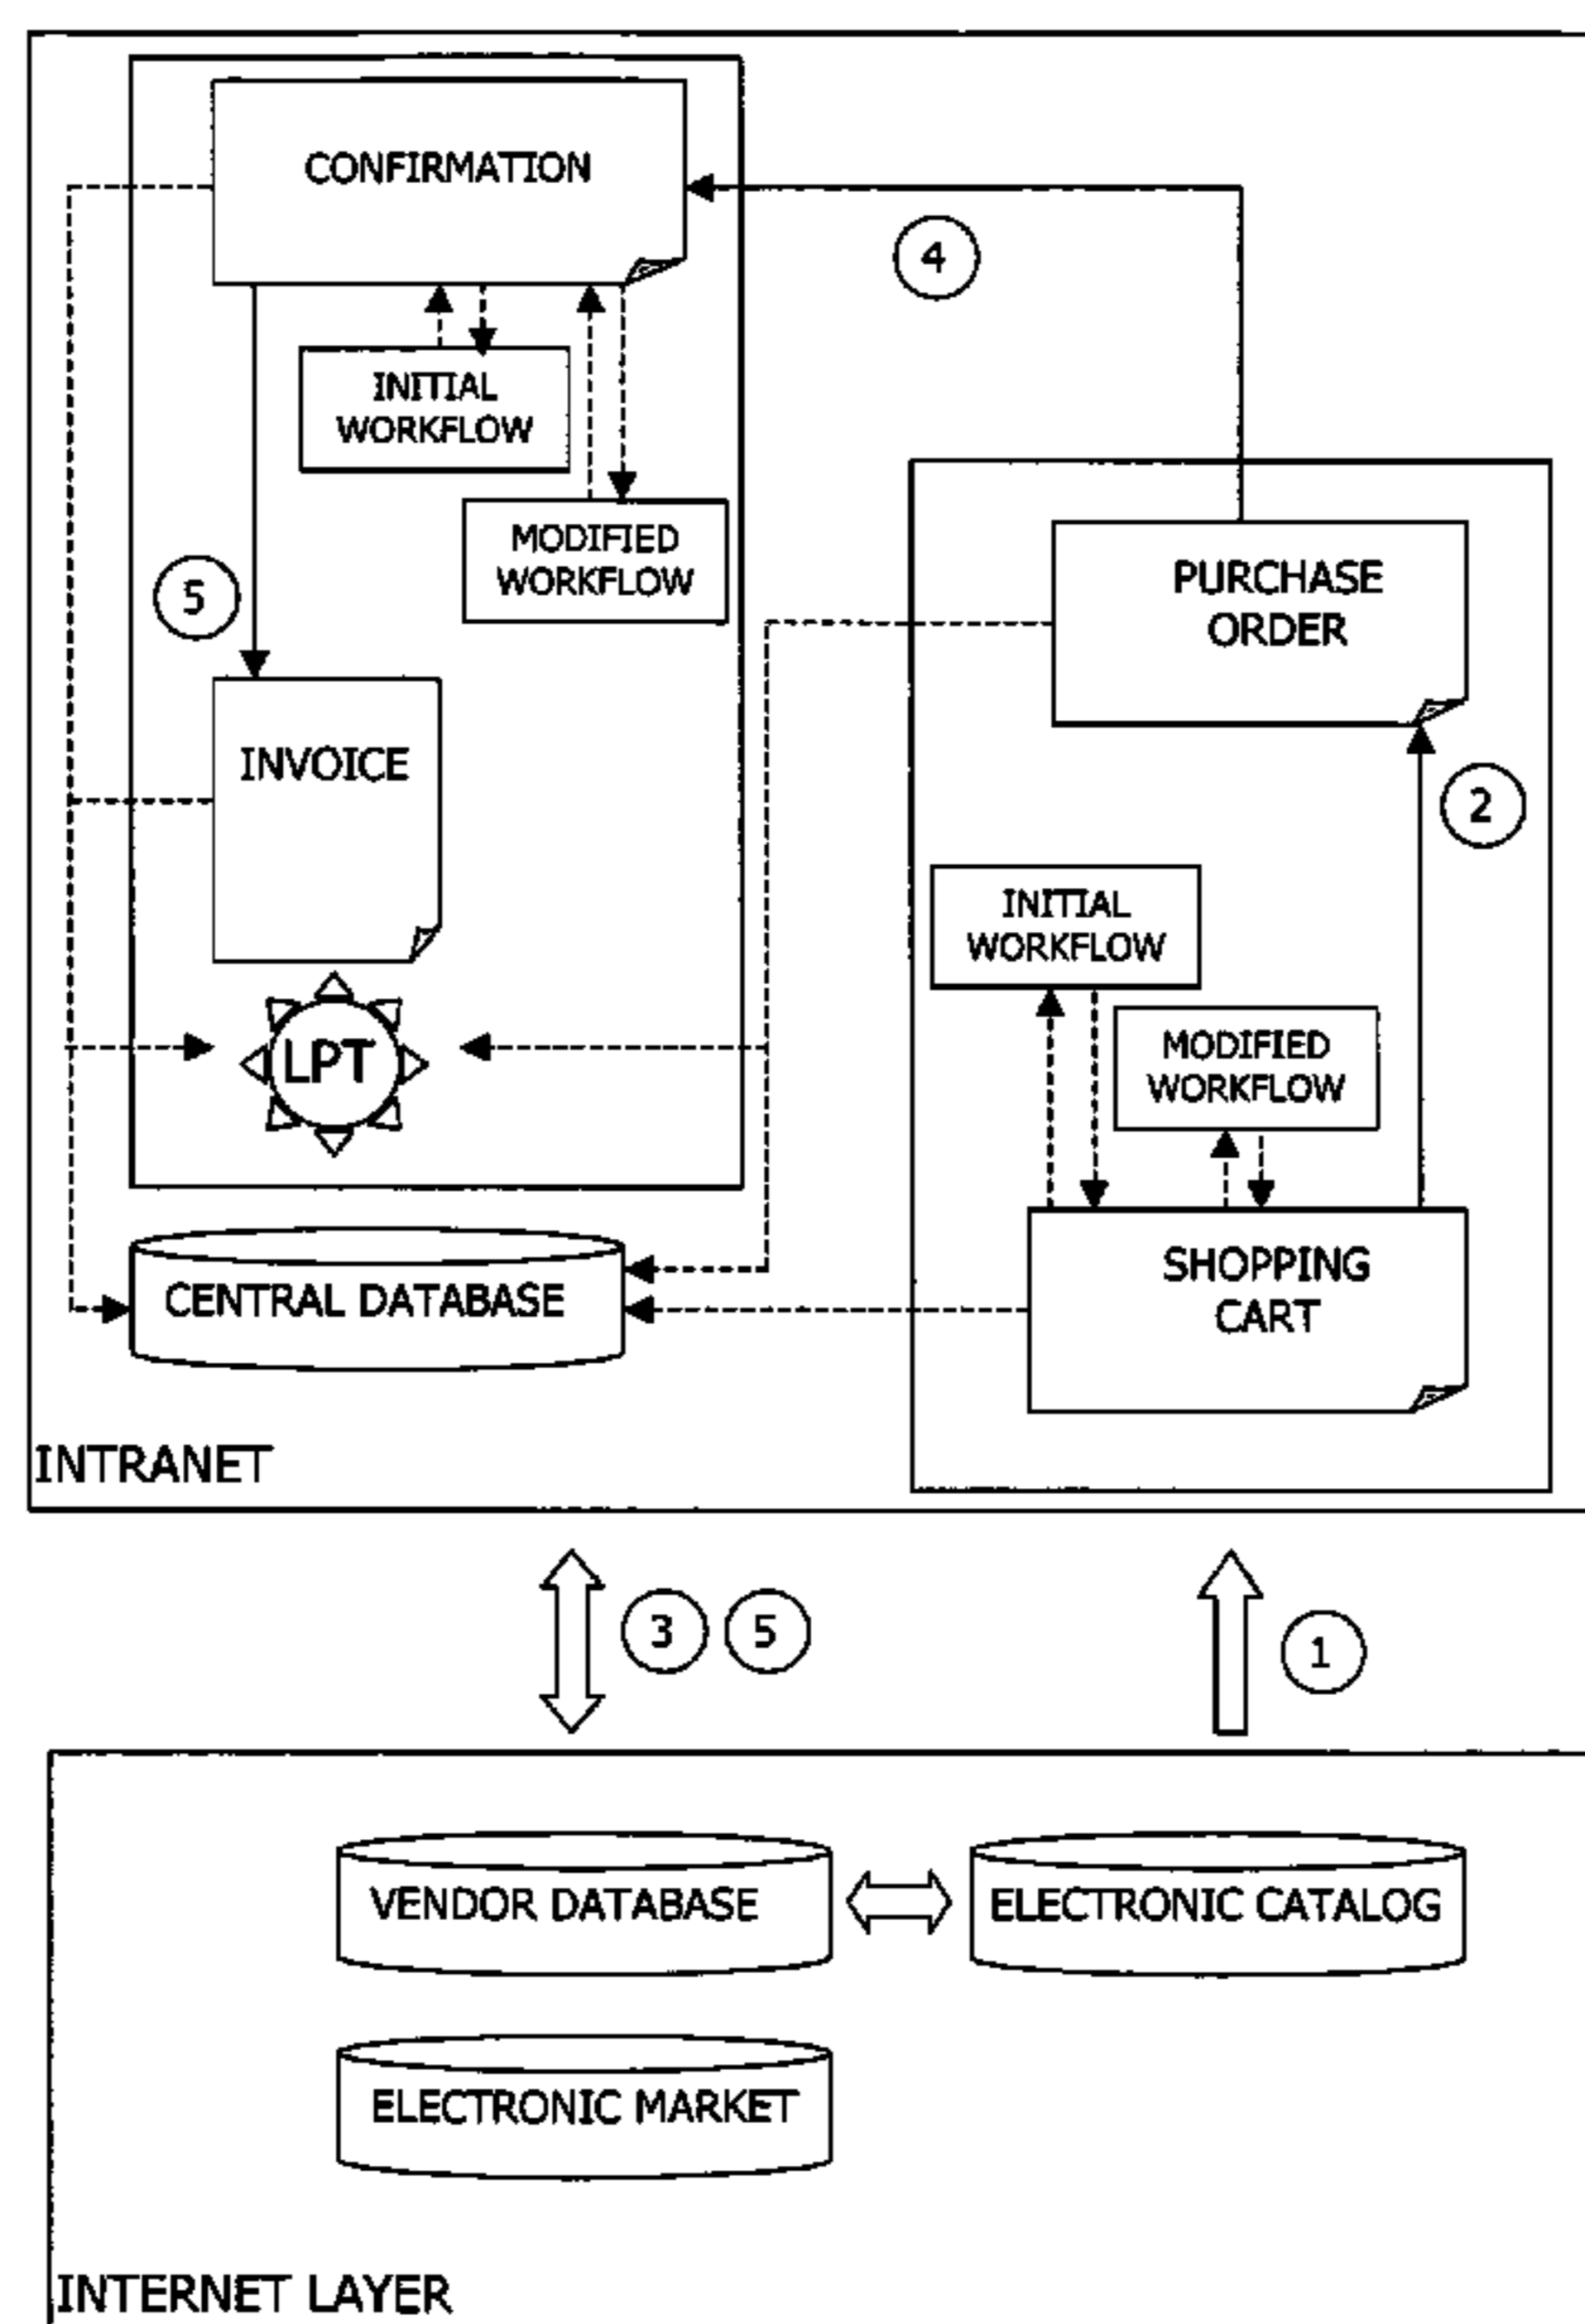 CONFIRMATION
4
INITIAL
WORKFLOW
MODIFIED
WORKFLOW
5
PURCHASE
ORDER
INVOICE
2
INITIAL
WORKFLOW
LPT
MODIFIED
WORKFLOW
SHOPPING
CART
CENTRAL DATABASE
INTRANET
3
5
1
VENDOR DATABASE
ELECTRONIC CATALOG
ELECTRONIC MARKET
INTERNET LAYER